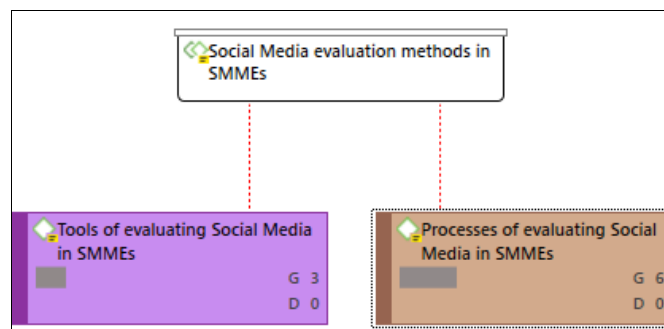 Social Media evaluation methods in
SMMEs
Tools of evaluating Social Media
in SMMEs
G 3
D 0
Processes of evaluating Social
Media in SMMEs
G 6
D 0